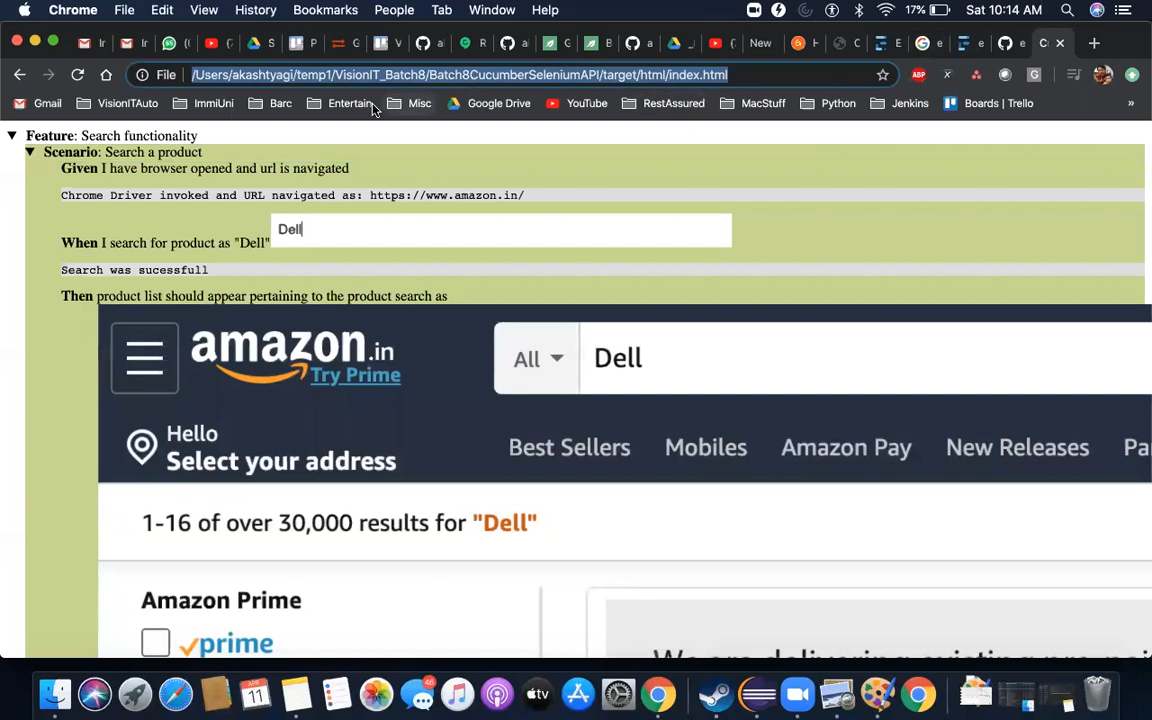 Chrome File Edit View History Bookmarks People Tab Window Help 17% Sat 10:14 AM
New
File /Users/akashtyagi/temp1/VisionIT_Batch8/Batch8CucumberSeleniumAPI/target/html/index.html ABP
Gmail VisionITAuto ImmiUni Barc Entertain Misc Google Drive YouTube RestAssured MacStuff Python Jenkins Boards | Trello »
Feature: Search functionality
Scenario: Search a product
Given I have browser opened and url is navigated
Chrome Driver invoked and URL navigated as: https://www.amazon.in/
Dell
When I search for product as "Dell"
Search was sucessfull
Then product list should appear pertaining to the product search as
amazon.in
Try Prime
All Dell
Hello
Select your address
Best Sellers Mobiles Amazon Pay New Releases Pa
1-16 of over 30,000 results for "Dell"
Amazon Prime
prime
APR
11
46
tv